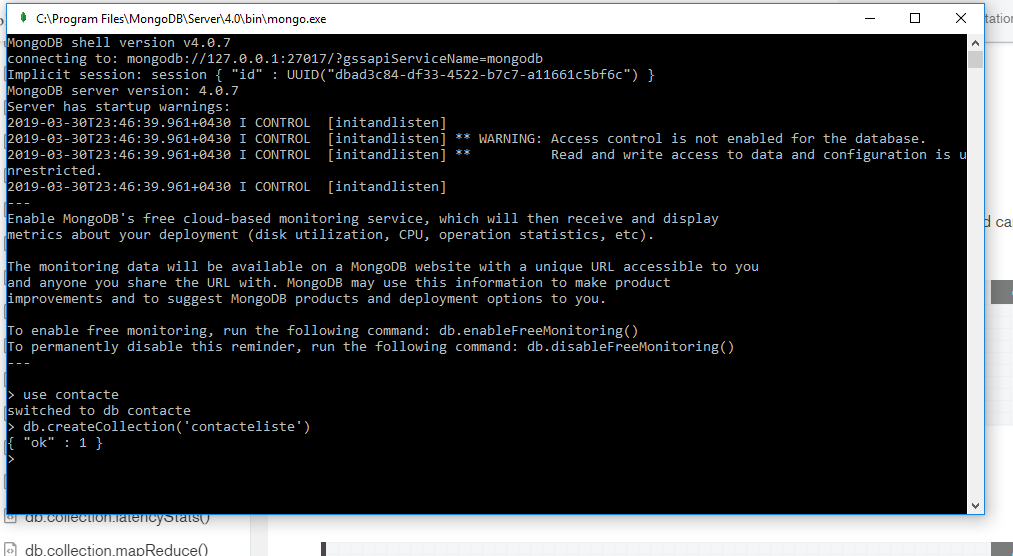 C:\Program Files\MongoDB\Server\4.0\bin\mongo.exe
MongoDB shell version v4.0.7
connecting to: mongodb://127.0.0.1:27017/?gssapiServiceName=mongodb
Implicit session: session { "id" : UUID("dbad3c84-df33-4522-b7c7-a11661c5bf6c") }
MongoDB server version: 4.0.7
Server has startup warnings:
2019-03-30T23:46:39.961+0430 I CONTROL  [initandlisten]
2019-03-30T23:46:39.961+0430 I CONTROL  [initandlisten] ** WARNING: Access control is not enabled for the database.
2019-03-30T23:46:39.961+0430 I CONTROL  [initandlisten] **          Read and write access to data and configuration is u
nrestricted.
2019-03-30T23:46:39.961+0430 I CONTROL  [initandlisten]
---
Enable MongoDB's free cloud-based monitoring service, which will then receive and display
metrics about your deployment (disk utilization, CPU, operation statistics, etc).
The monitoring data will be available on a MongoDB website with a unique URL accessible to you
and anyone you share the URL with. MongoDB may use this information to make product
improvements and to suggest MongoDB products and deployment options to you.
To enable free monitoring, run the following command: db.enableFreeMonitoring()
To permanently disable this reminder, run the following command: db.disableFreeMonitoring()
---
> use contacte
switched to db contacte
> db.createCollection('contacteliste')
{ "ok" : 1 }
>
db.collection.latencyStats()
db.collection.mapReduce()